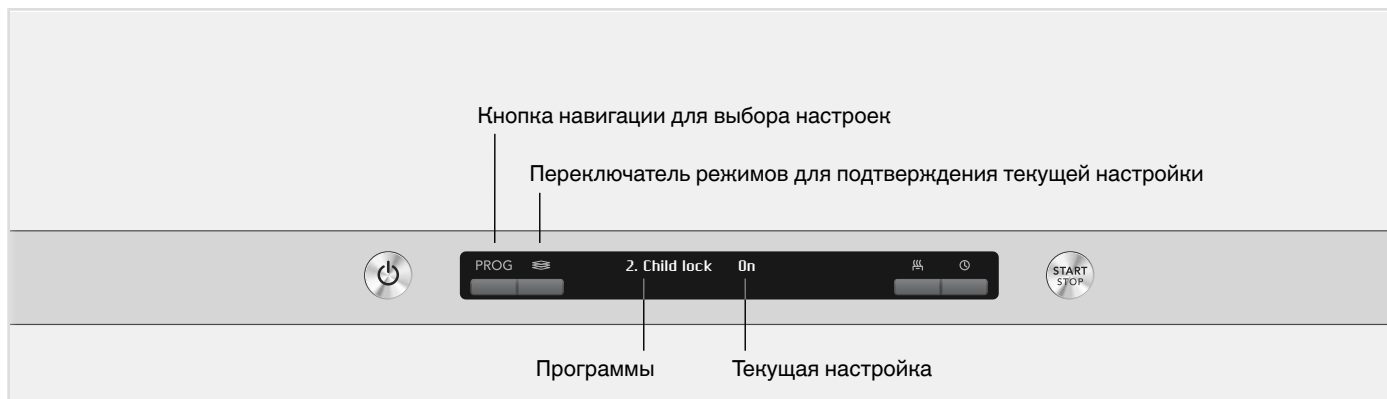 Кнопка навигации для выбора настроек
Переключатель режимов для подтверждения текущей настройки
PROG 2. Child lock On
START
STOP
Программы Текущая настройка